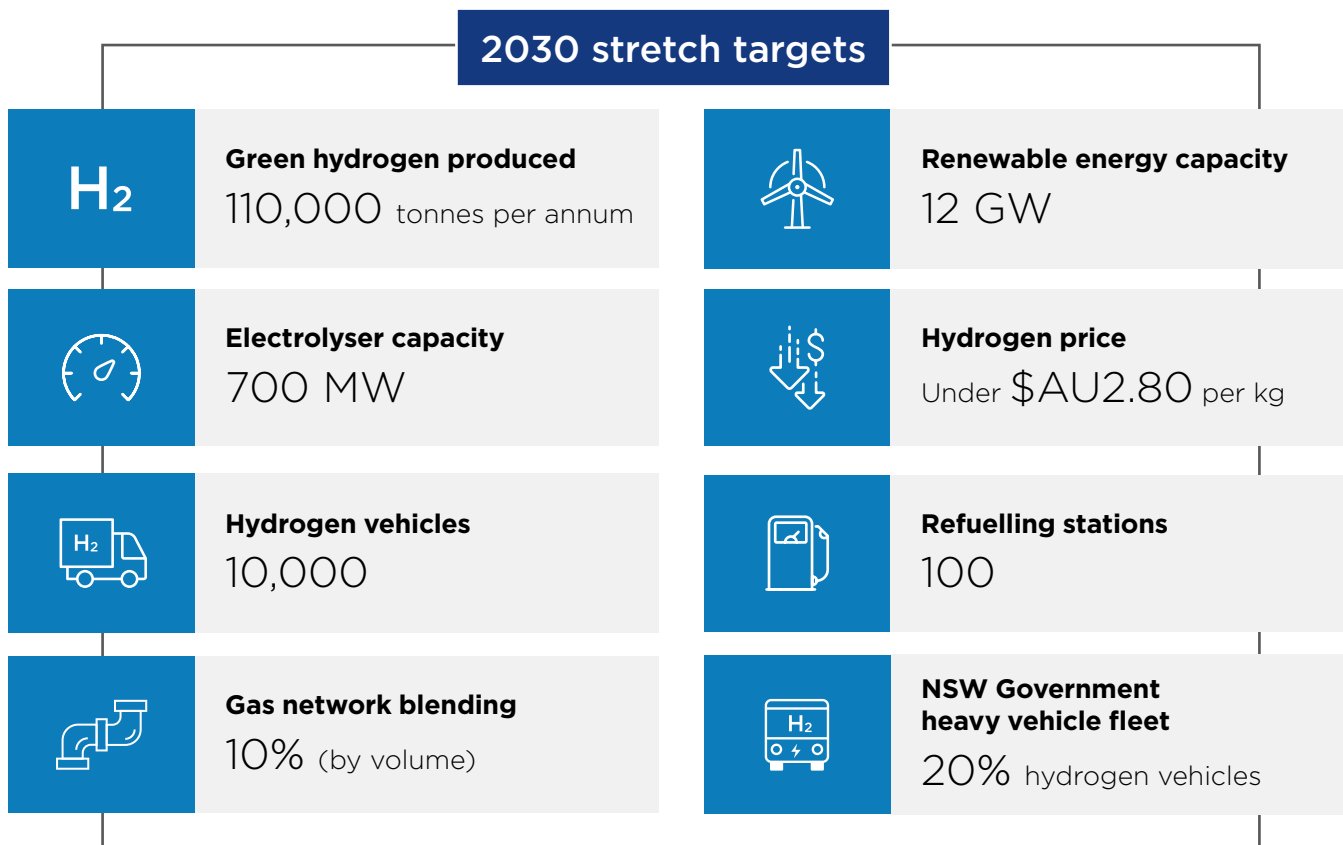 2030 stretch targets
H2
Green hydrogen produced
110,000 tonnes per annum
Renewable energy capacity
12 GW
Electrolyser capacity
700 MW
$
Hydrogen price
Under $AU2.80 per kg
H2
Hydrogen vehicles
10,000
Refuelling stations
100
Gas network blending
10% (by volume)
H2
NSW Government
heavy vehicle fleet
20% hydrogen vehicles